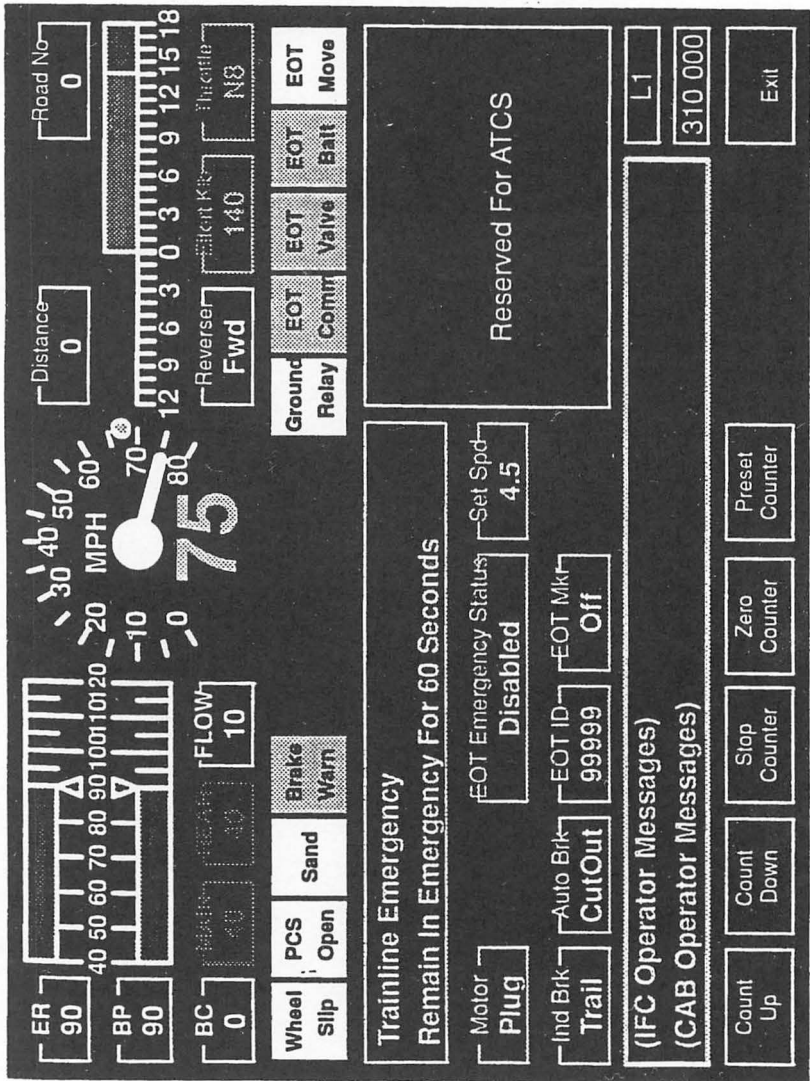 ER
90
BP
90
BC
0
40 50 60 70 80 90 100 110 120
40
REAR
40
FLOW
10
0
10
20
30
40
50
60
70
80
MPH
75
Distance
0
Road No
0
12 9 6 3 0 3 6 9 12 15 18
Reverser
Fwd
Effort Klb
140
Throttle
N8
Wheel
Slip
PCS
Open
Sand
Brake
Warn
Ground
Relay
EOT
Comm
EOT
Valve
EOT
Batt
EOT
Move
Trainline Emergency
Remain In Emergency For 60 Seconds
Motor
Plug
EOT Emergency Status
Disabled
Set Spd
4.5
Ind Brk
Trail
Auto Brk
CutOut
EOT ID
99999
EOT Mkr
Off
Reserved For ATCS
(IFC Operator Messages)
(CAB Operator Messages)
L1
310 000
Count
Up
Count
Down
Stop
Counter
Zero
Counter
Preset
Counter
Exit